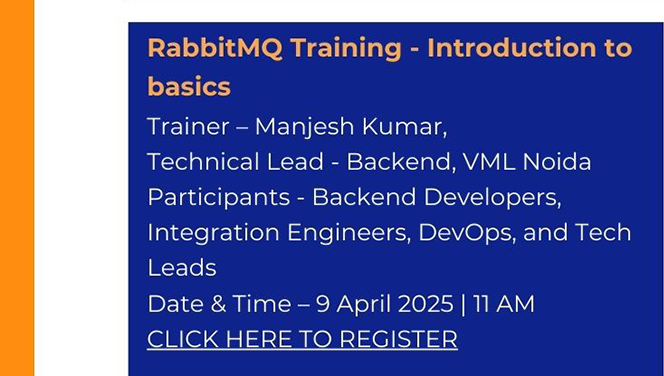 RabbitMQ Training - Introduction to
basics
Trainer – Manjesh Kumar,
Technical Lead - Backend, VML Noida
Participants - Backend Developers,
Integration Engineers, DevOps, and Tech
Leads
Date & Time – 9 April 2025 | 11 AM
CLICK HERE TO REGISTER